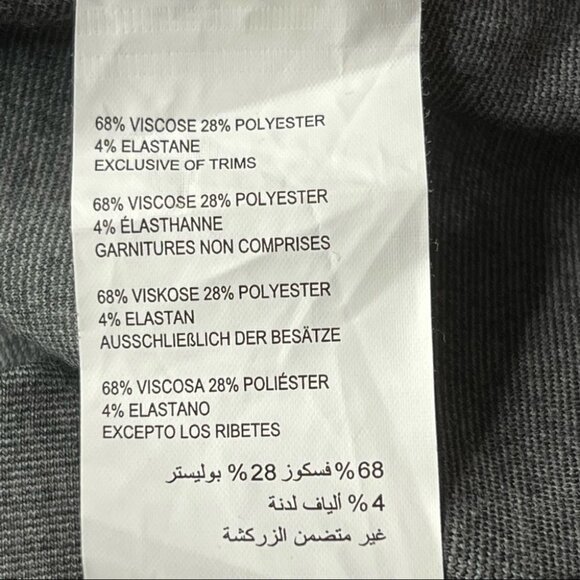 68% VISCOSE 28% POLYESTER
4% ELASTANE
EXCLUSIVE OF TRIMS
68% VISCOSE 28% POLYESTER
4% ÉLASTHANNE
GARNITURES NON COMPRISES
68% VISKOSE 28% POLYESTER
4% ELASTAN
AUSSCHLIEßLICH DER BESÄTZE
68% VISCOSA 28% POLIÉSTER
4% ELASTANO
EXCEPTO LOS RIBETES
68 % فسكوز 28 % بوليستر
4 % ألياف لدنة
غير متضمن الزركشة